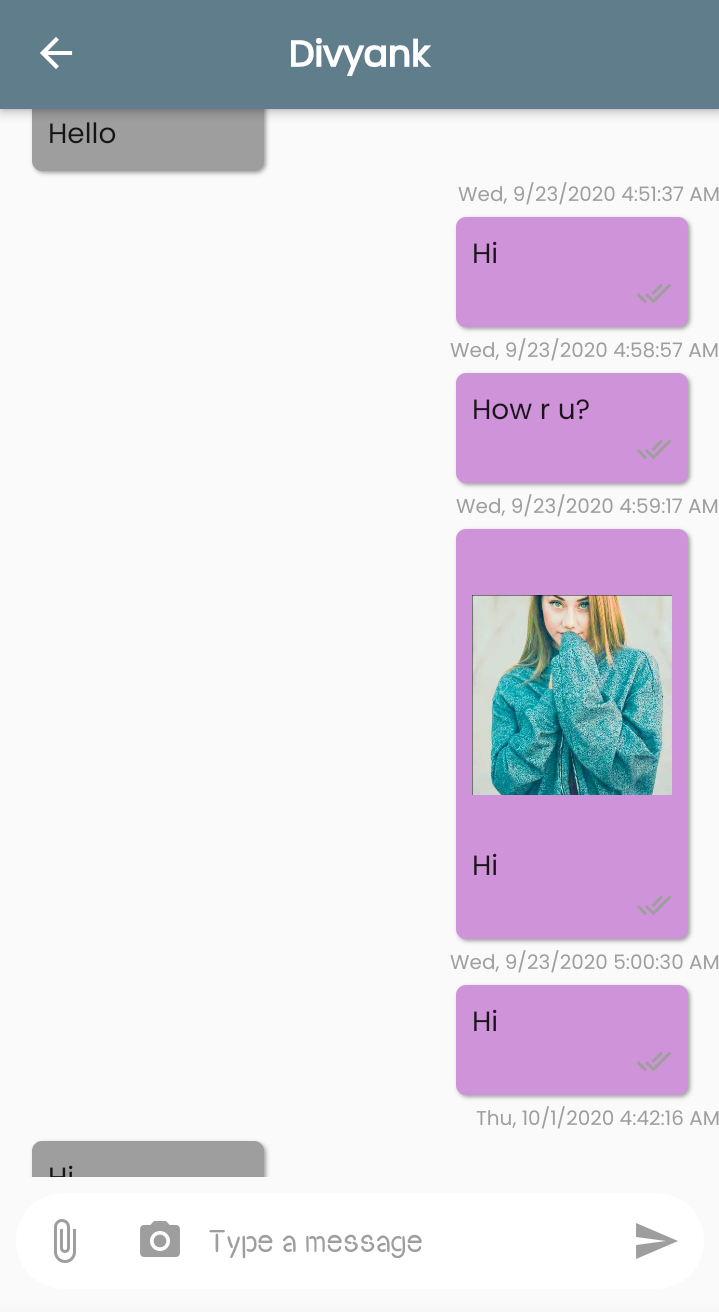 Divyank
Hello
Wed, 9/23/2020 4:51:37 AM
Hi
Wed, 9/23/2020 4:58:57 AM
How r u?
Wed, 9/23/2020 4:59:17 AM
Hi
Wed, 9/23/2020 5:00:30 AM
Hi
Thu, 10/1/2020 4:42:16 AM
Hi
Type a message